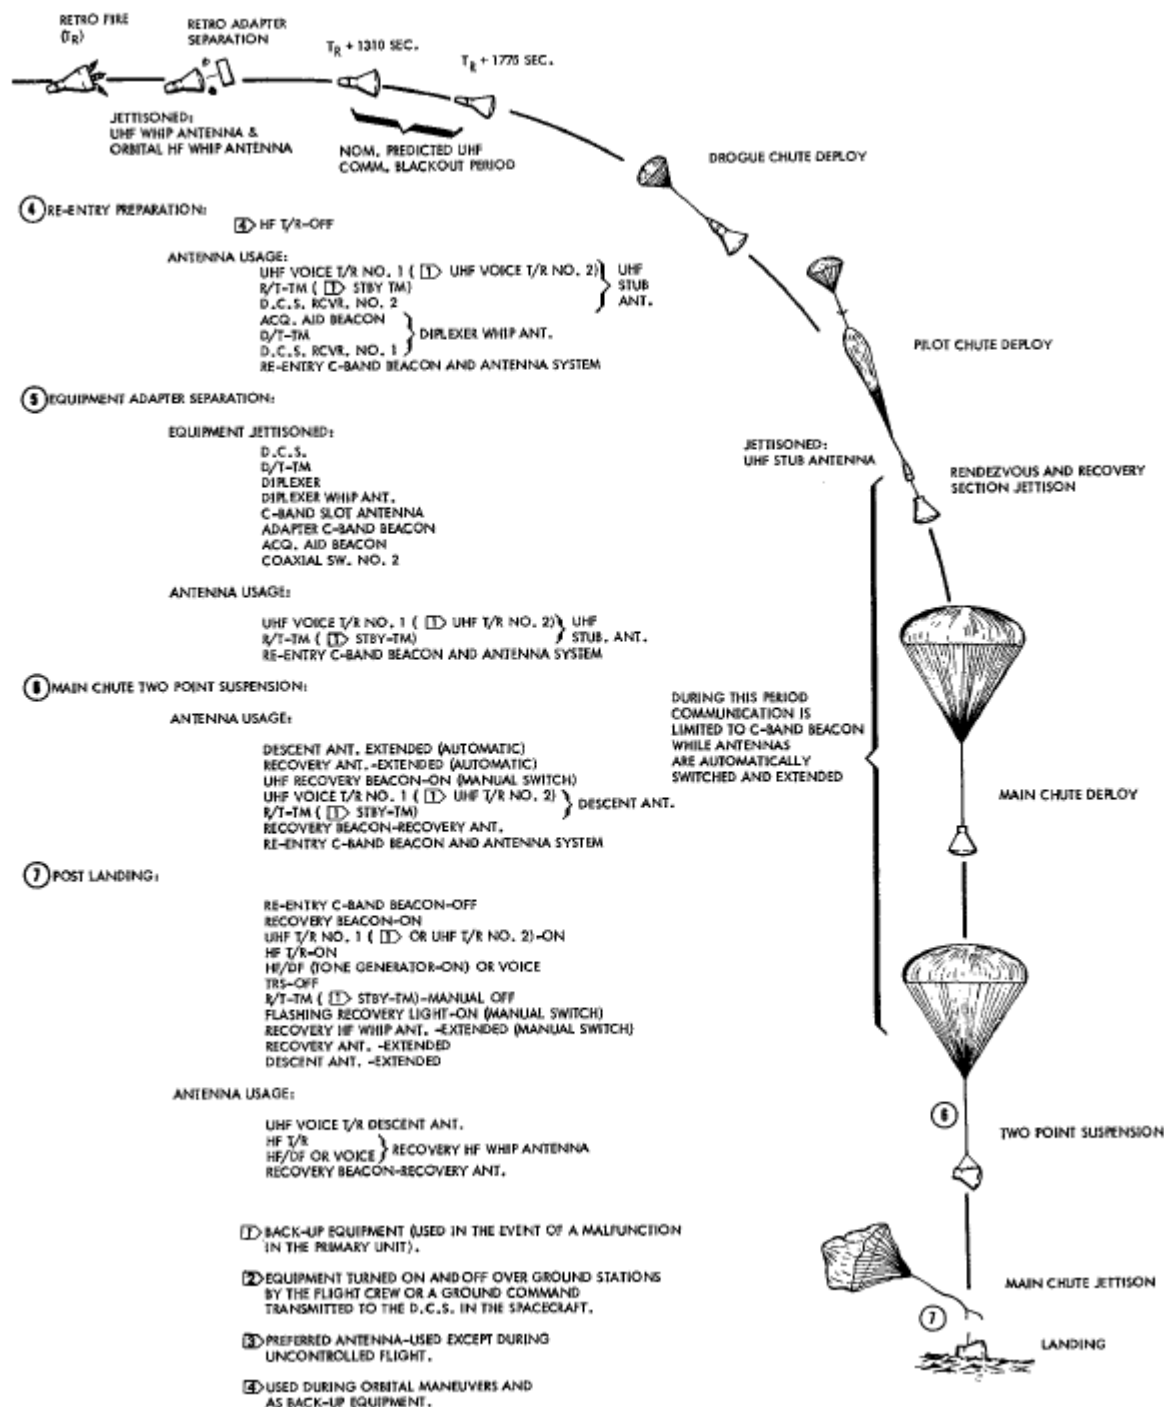 RETRO FIRE
(TR)
RETRO ADAPTER
SEPARATION
TR + 1310 SEC.
TR + 1775 SEC.
JETTISONED:
UHF WHIP ANTENNA &
ORBITAL HF WHIP ANTENNA
NOM. PREDICTED UHF
COMM. BLACKOUT PERIOD
DROGUE CHUTE DEPLOY
4 RE-ENTRY PREPARATION:
4 HF T/R-OFF
ANTENNA USAGE:
UHF VOICE T/R NO. 1 ( 1 UHF VOICE T/R NO. 2)
R/T-TM ( 1 STBY TM)
D.C.S. RCVR. NO. 2
UHF
STUB
ANT.
ACQ. AID BEACON
D/T-TM
D.C.S. RCVR. NO. 1
DIPLEXER WHIP ANT.
RE-ENTRY C-BAND BEACON AND ANTENNA SYSTEM
PILOT CHUTE DEPLOY
5 EQUIPMENT ADAPTER SEPARATION:
EQUIPMENT JETTISONED:
D.C.S.
D/T-TM
DIPLEXER
DIPLEXER WHIP ANT.
C-BAND SLOT ANTENNA
ADAPTER C-BAND BEACON
ACQ. AID BEACON
COAXIAL SW. NO. 2
JETTISONED:
UHF STUB ANTENNA
RENDEZVOUS AND RECOVERY
SECTION JETTISON
ANTENNA USAGE:
UHF VOICE T/R NO. 1 ( 1 UHF T/R NO. 2)
R/T-TM ( 1 STBY-TM)
UHF
STUB. ANT.
RE-ENTRY C-BAND BEACON AND ANTENNA SYSTEM
6 MAIN CHUTE TWO POINT SUSPENSION:
ANTENNA USAGE:
DESCENT ANT. EXTENDED (AUTOMATIC)
RECOVERY ANT. -EXTENDED (AUTOMATIC)
UHF RECOVERY BEACON-ON (MANUAL SWITCH)
UHF VOICE T/R NO. 1 ( 1 UHF T/R NO. 2)
R/T-TM ( 1 STBY-TM)
DESCENT ANT.
RECOVERY BEACON-RECOVERY ANT.
RE-ENTRY C-BAND BEACON AND ANTENNA SYSTEM
DURING THIS PERIOD
COMMUNICATION IS
LIMITED TO C-BAND BEACON
WHILE ANTENNAS
ARE AUTOMATICALLY
SWITCHED AND EXTENDED
MAIN CHUTE DEPLOY
7 POST LANDING:
RE-ENTRY C-BAND BEACON-OFF
RECOVERY BEACON-ON
UHF T/R NO. 1 ( 1 OR UHF T/R NO. 2)-ON
HF T/R-ON
HF/DF (TONE GENERATOR-ON) OR VOICE
TRS-OFF
R/T-TM ( 1 STBY-TM)-MANUAL OFF
FLASHING RECOVERY LIGHT-ON (MANUAL SWITCH)
RECOVERY HF WHIP ANT. -EXTENDED (MANUAL SWITCH)
RECOVERY ANT. -EXTENDED
DESCENT ANT. -EXTENDED
ANTENNA USAGE:
UHF VOICE T/R DESCENT ANT.
HF T/R
HF/DF OR VOICE
RECOVERY HF WHIP ANTENNA
RECOVERY BEACON-RECOVERY ANT.
6
TWO POINT SUSPENSION
1 BACK-UP EQUIPMENT (USED IN THE EVENT OF A MALFUNCTION
IN THE PRIMARY UNIT).
2 EQUIPMENT TURNED ON AND OFF OVER GROUND STATIONS
BY THE FLIGHT CREW OR A GROUND COMMAND
TRANSMITTED TO THE D.C.S. IN THE SPACECRAFT.
3 PREFERRED ANTENNA-USED EXCEPT DURING
UNCONTROLLED FLIGHT.
4 USED DURING ORBITAL MANEUVERS AND
AS BACK-UP EQUIPMENT.
MAIN CHUTE JETTISON
7
LANDING